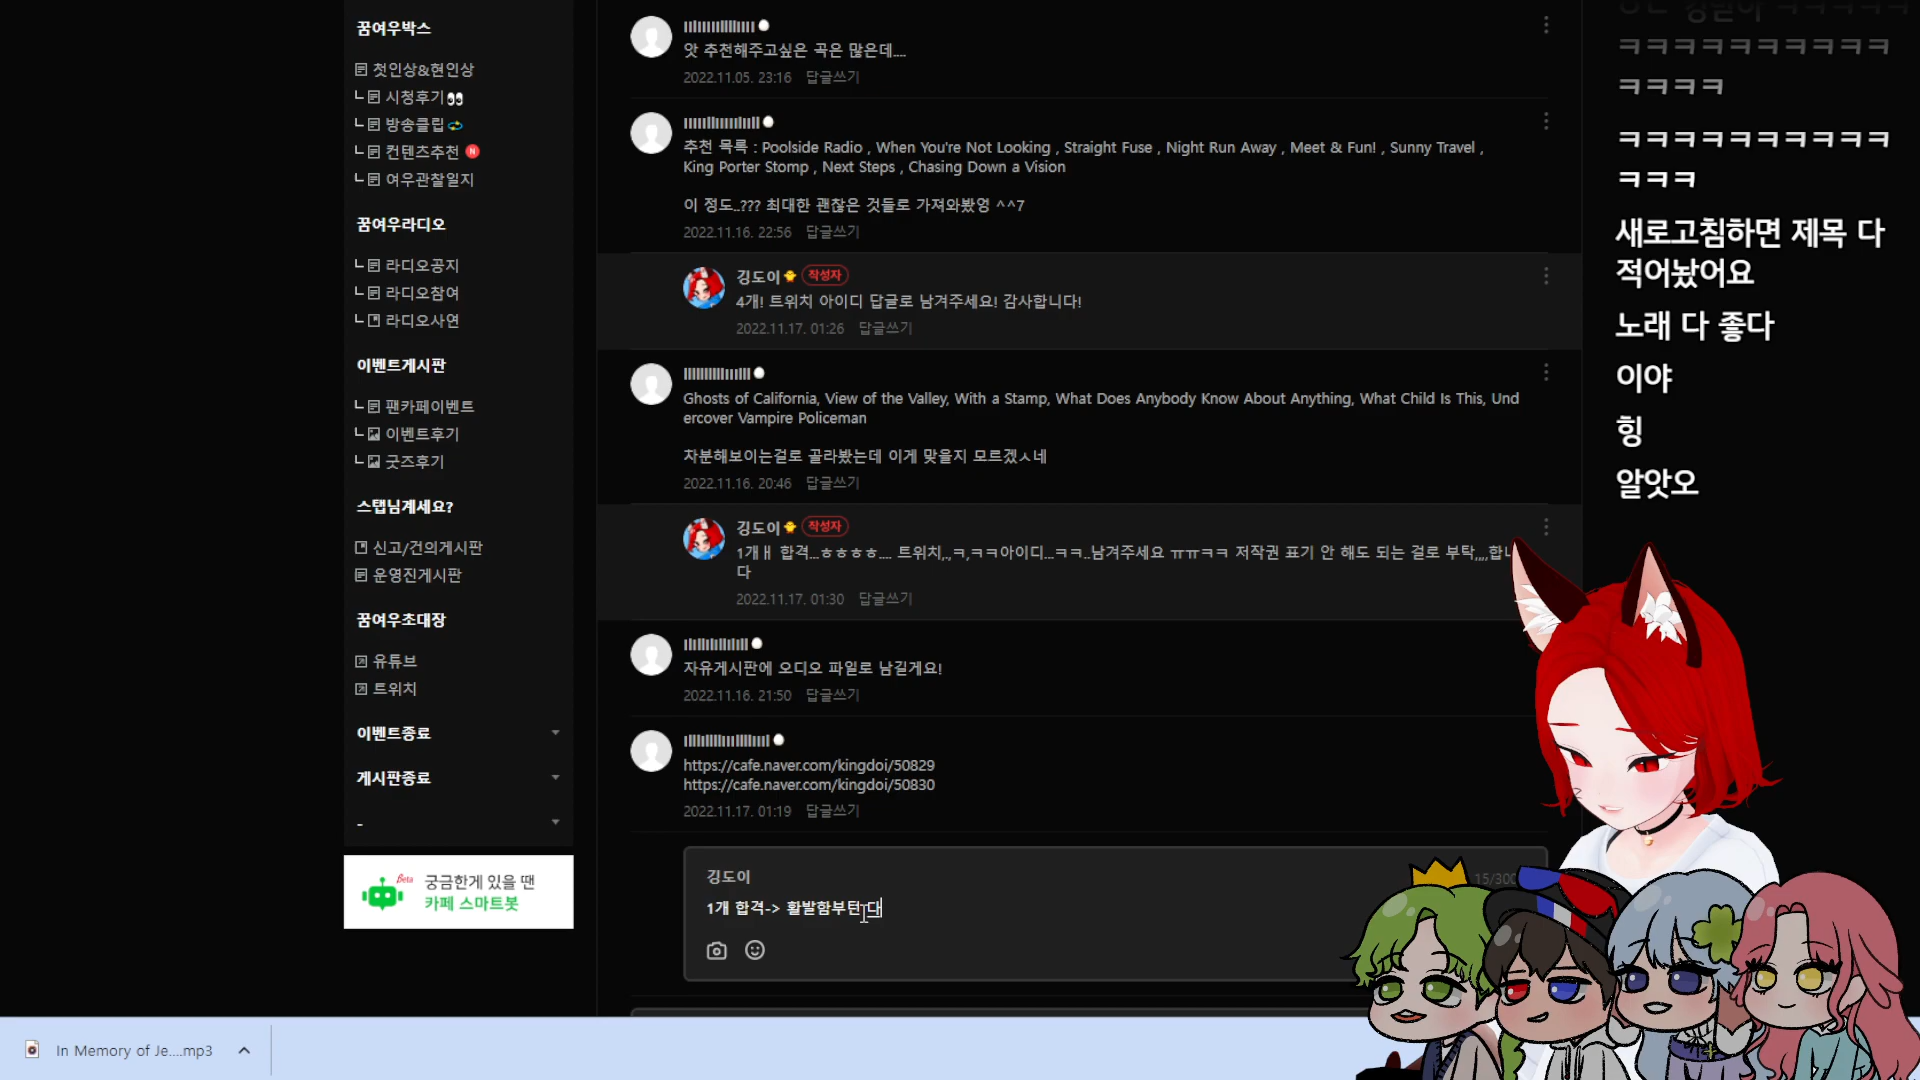 꿈여우박스
첫인상&현인상
시청후기👀
방송클립
컨텐츠추천 N
여우관찰일지
꿈여우라디오
라디오공지
라디오참여
라디오사연
이벤트게시판
팬카페이벤트
이벤트후기
굿즈후기
스탭님계세요?
신고/건의게시판
운영진게시판
꿈여우초대장
유튜브
트위치
이벤트종료
게시판종료
-
Beta
궁금한게 있을 땐
카페 스마트봇
앗 추천해주고싶은 곡은 많은데....
2022.11.05. 23:16 답글쓰기
추천 목록 : Poolside Radio , When You're Not Looking , Straight Fuse , Night Run Away , Meet & Fun! , Sunny Travel ,
King Porter Stomp , Next Steps , Chasing Down a Vision
이 정도..??? 최대한 괜찮은 것들로 가져와봤엉 ^^7
2022.11.16. 22:56 답글쓰기
깅도이 작성자
4개! 트위치 아이디 답글로 남겨주세요! 감사합니다!
2022.11.17. 01:26 답글쓰기
Ghosts of California, View of the Valley, With a Stamp, What Does Anybody Know About Anything, What Child Is This, Und
ercover Vampire Policeman
차분해보이는걸로 골라봤는데 이게 맞을지 모르겠ㅅ네
2022.11.16. 20:46 답글쓰기
깅도이 작성자
1개ㅐ 합격...ㅎㅎㅎㅎ.... 트위치,.,ㅋ,ㅋㅋ아이디...ㅋㅋ..남겨주세요 ㅠㅠㅋㅋ 저작권 표기 안 해도 되는 걸로 부탁,,,,합니
다
2022.11.17. 01:30 답글쓰기
자유게시판에 오디오 파일로 남길게요!
2022.11.16. 21:50 답글쓰기
https://cafe.naver.com/kingdoi/50829
https://cafe.naver.com/kingdoi/50830
2022.11.17. 01:19 답글쓰기
깅도이
15/300
1개 합격-> 활발함부턴 대
In Memory of Je....mp3
ㅋㅋㅋㅋㅋㅋㅋㅋㅋㅋ
ㅋㅋㅋㅋ
ㅋㅋㅋㅋㅋㅋㅋㅋㅋㅋ
ㅋㅋㅋ
새로고침하면 제목 다
적어놨어요
노래 다 좋다
이야
힝
알앗오